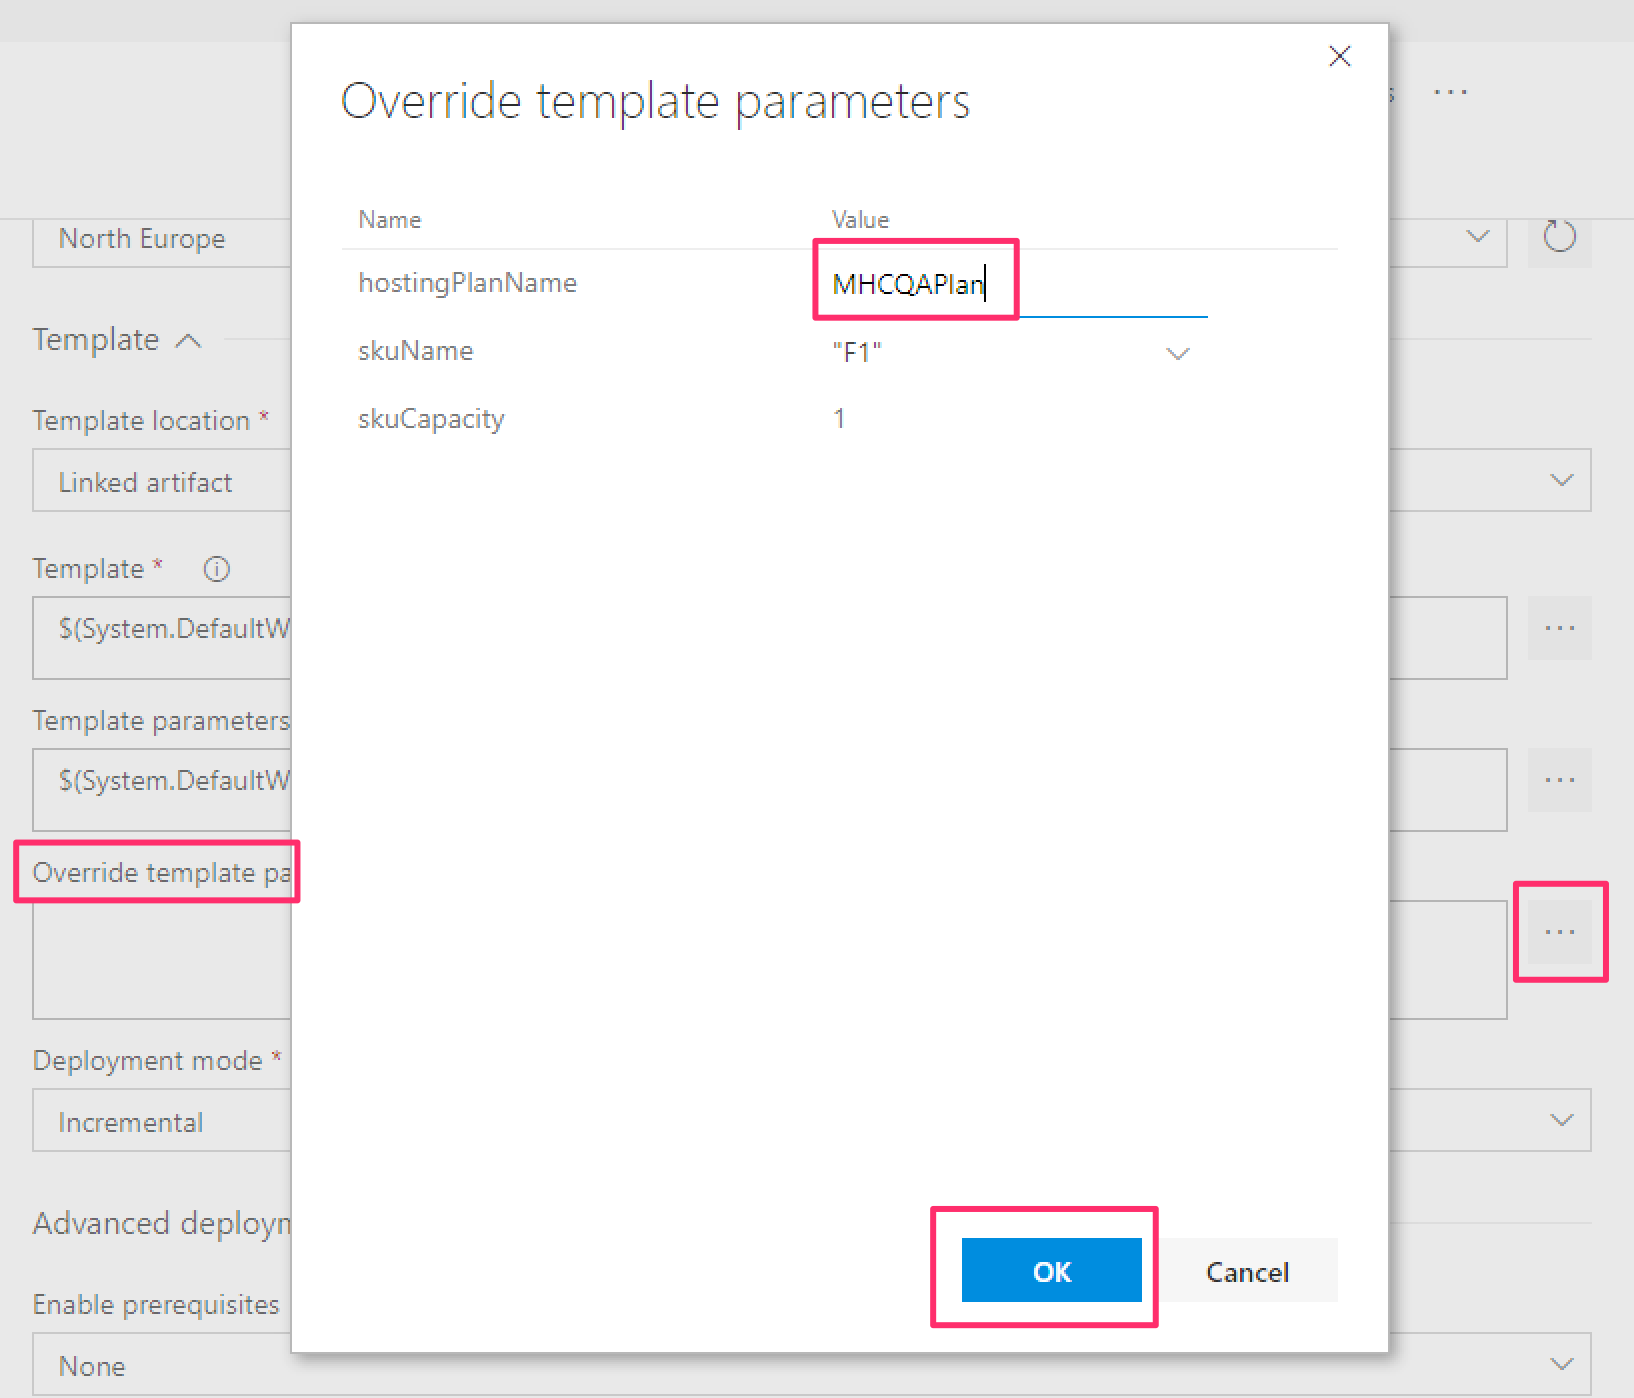 Override template parameters
s ...
Name Value
North Europe
hostingPlanName MHCQAPlan
Template
skuName "F1"
Template location *
skuCapacity 1
Linked artifact
Template *
$(System.DefaultW
...
Template parameters
$(System.DefaultW
...
Override template pa
...
Deployment mode *
Incremental
Advanced deployn
OK Cancel
Enable prerequisites
None